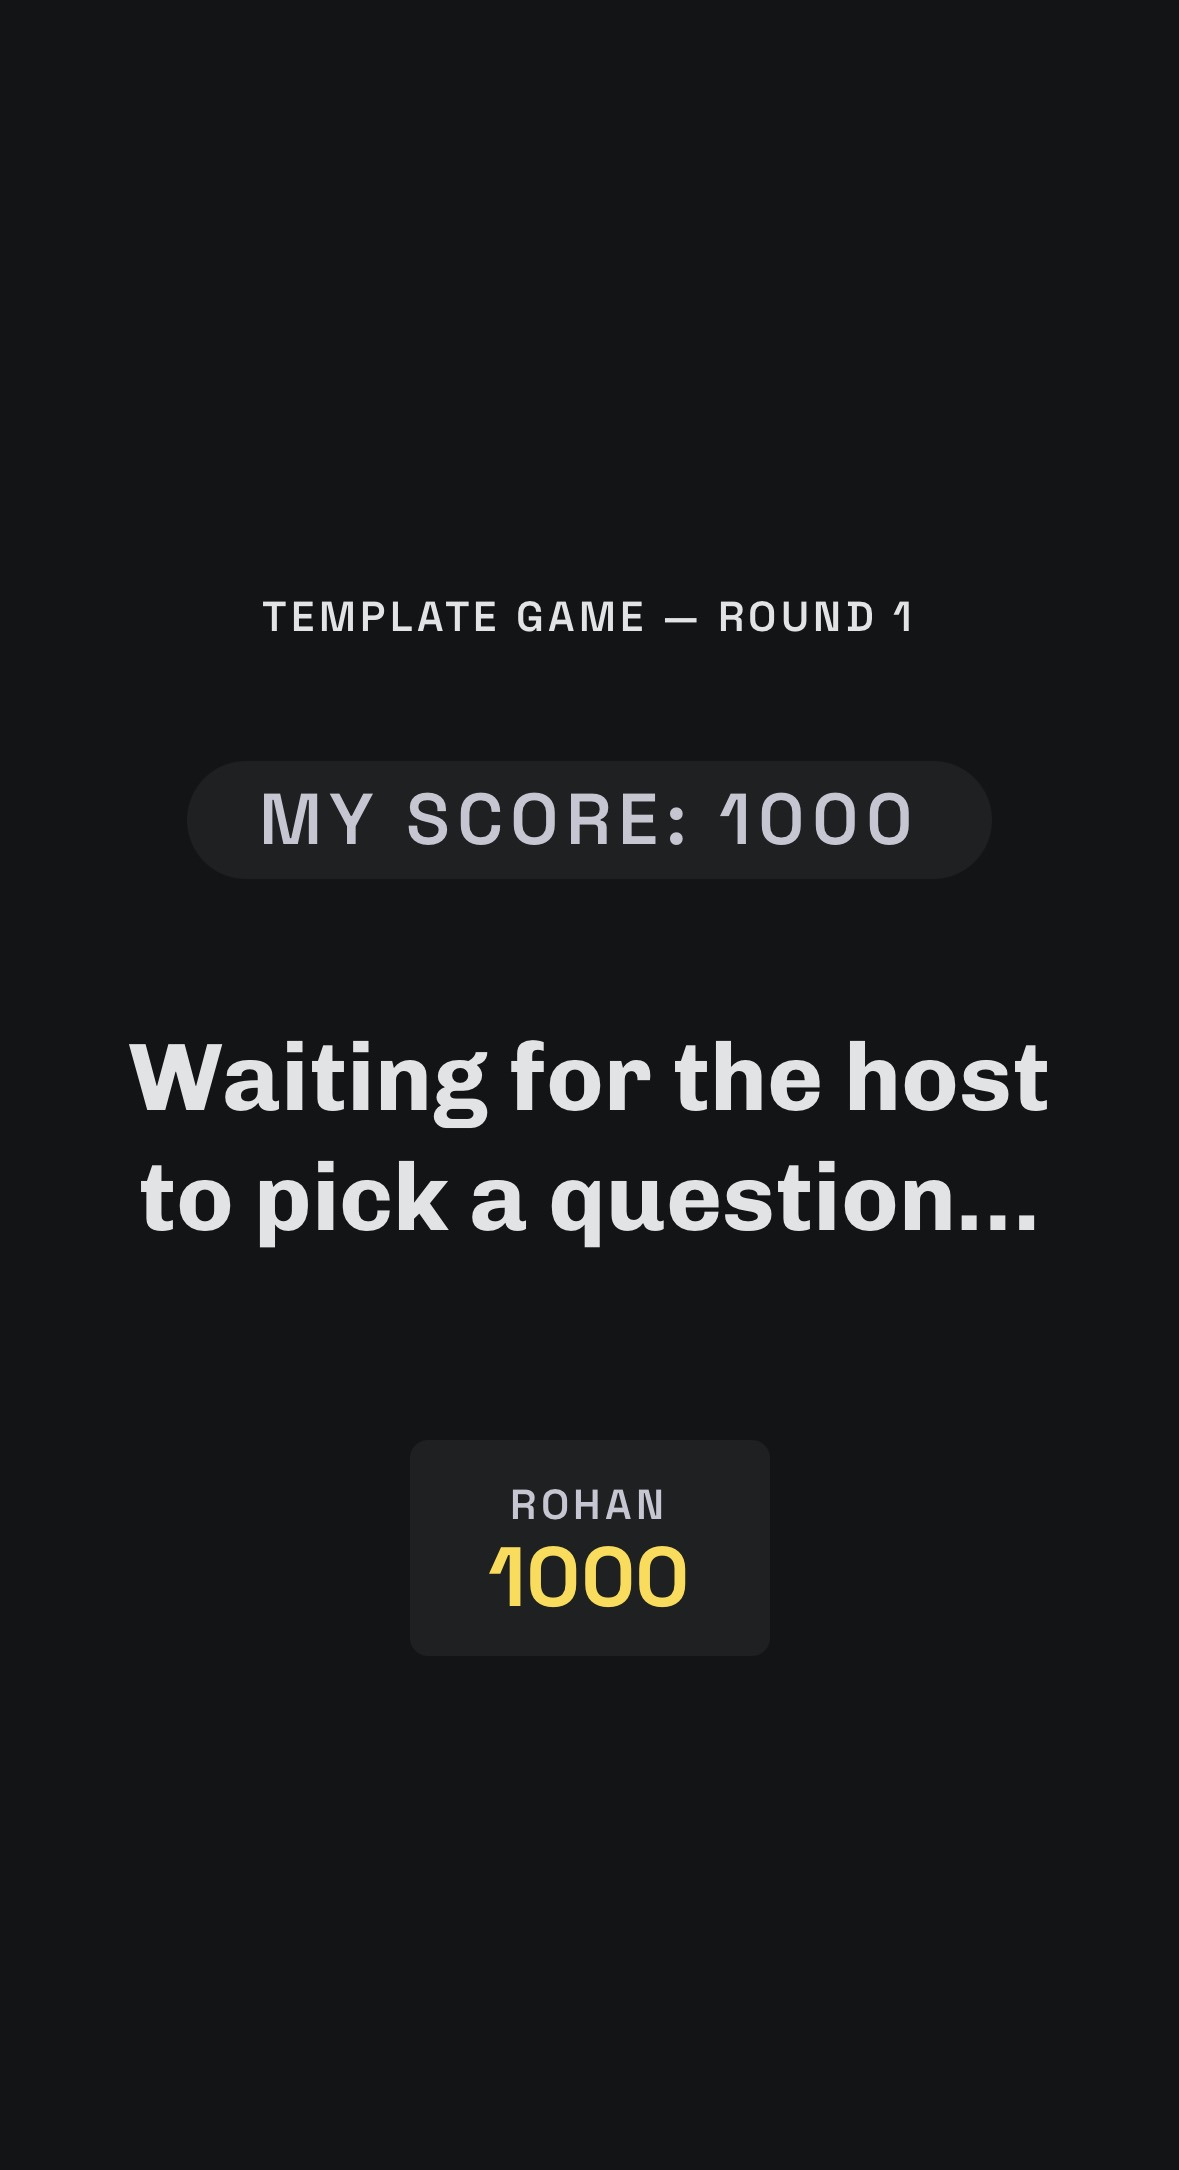 TEMPLATE GAME — ROUND 1
MY SCORE: 1000
Waiting for the host
to pick a question...
ROHAN
1000